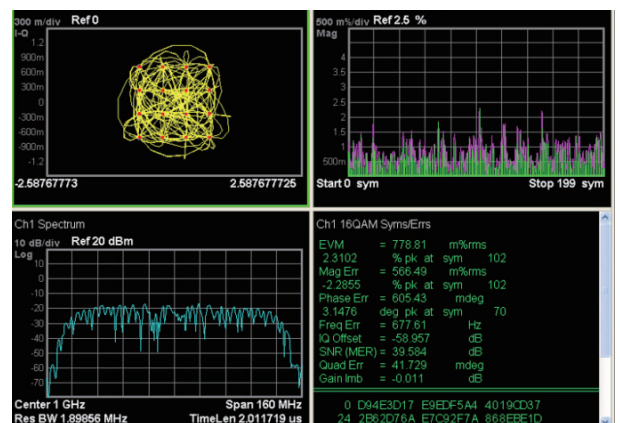 300 m/div Ref 0
I-Q
1.2
900m
600m
300m
0
-300m
-600m
-900m
-1.2
-2.58767773 2.587677725
500 m%/div Ref 2.5 %
Mag
4
3.5
3
2.5
2
1.5
1
500m
Start 0 sym Stop 199 sym
Ch1 Spectrum
10 dB/div Ref 20 dBm
Log
10
0
-10
-20
-30
-40
-50
-60
-70
Center 1 GHz Span 160 MHz
Res BW 1.89856 MHz TimeLen 2.011719 us
Ch1 16QAM Syms/Errs
EVM = 778.81 m%rms
2.3102 % pk at sym 102
Mag Err = 566.49 m%rms
-2.2855 % pk at sym 102
Phase Err = 605.43 mdeg
3.1476 deg pk at sym 70
Freq Err = 677.61 Hz
IQ Offset = -58.957 dB
SNR (MER) = 39.584 dB
Quad Err = 41.729 mdeg
Gain Imb = -0.011 dB
0 D94E3D17 E9EDF5A4 4019CD37
24 2B62D76A E7C92F7A 868EBE1D